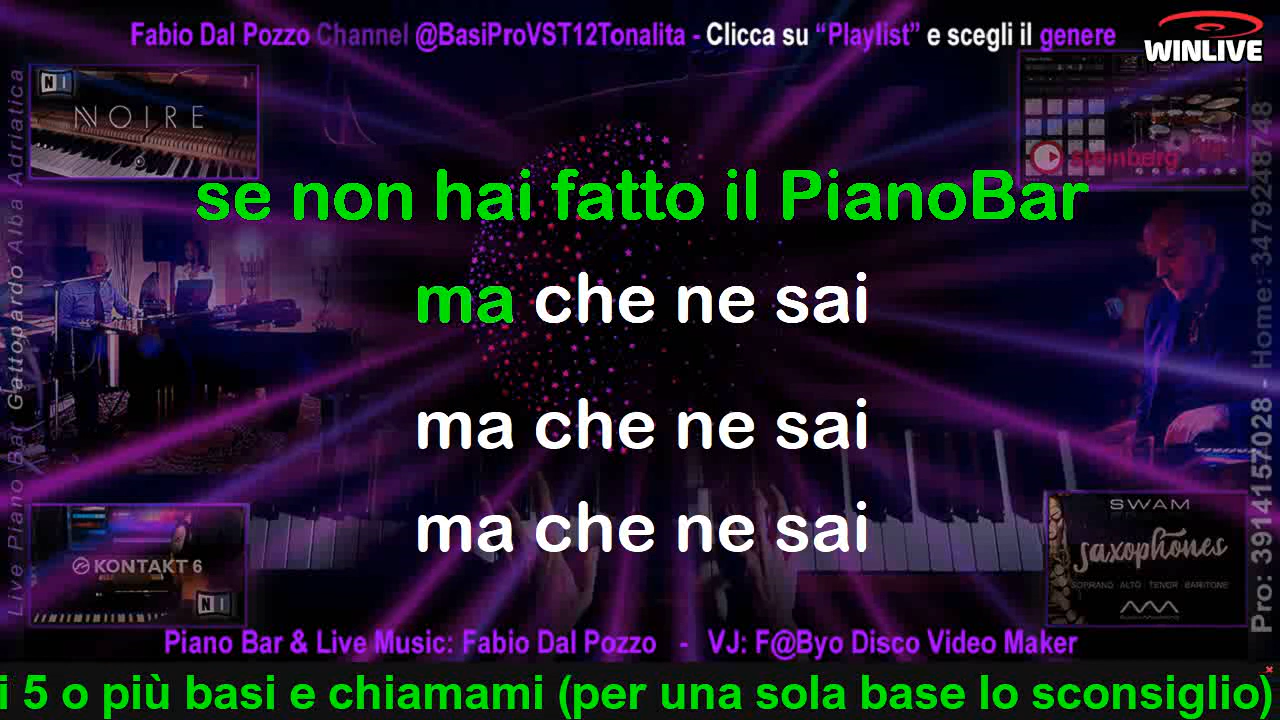 Fabio Dal Pozzo Channel @BasiProVST12Tonalita - Clicca su “Playlist” e scegli il genere
WINLIVE
NI
NOIRE
steinberg
se non hai fatto il PianoBar
ma che ne sai
ma che ne sai
ma che ne sai
Live Piano Bar Gattopardo Alba Adriatica
Pro: 3914157028 - Home: 3479248748
KONTAKT 6
NI
SWAM
saxophones
SOPRANO · ALTO · TENOR · BARITONE
Piano Bar & Live Music: Fabio Dal Pozzo - VJ: F@Byo Disco Video Maker
i 5 o più basi e chiamami (per una sola base lo sconsiglio)